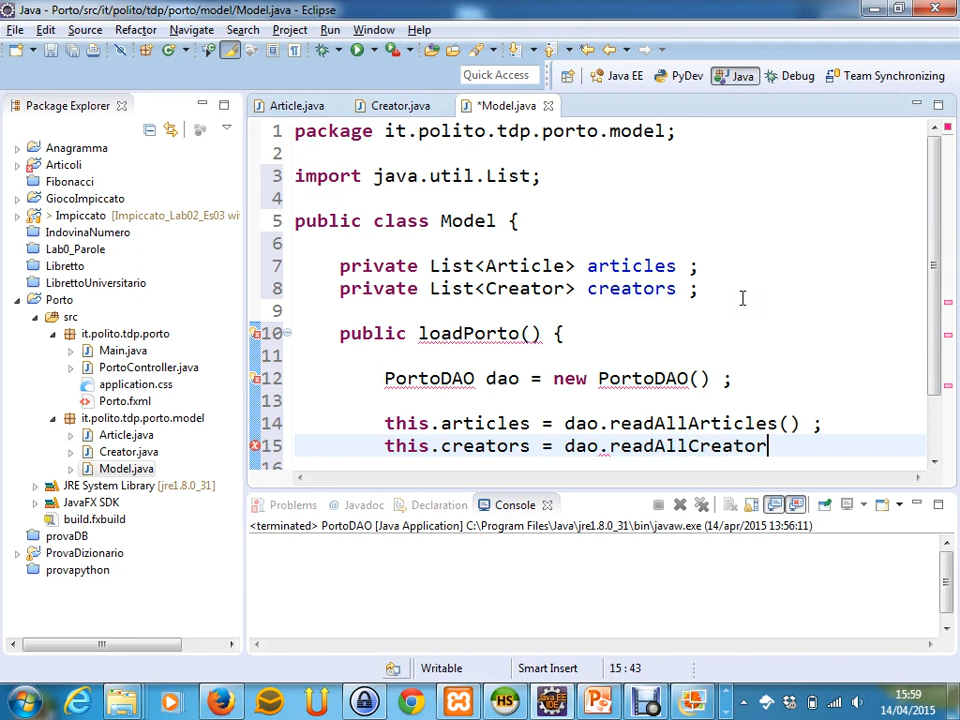 Java - Porto/src/it/polito/tdp/porto/model/Model.java - Eclipse
File Edit Source Refactor Navigate Search Project Run Window Help
Quick Access Java EE PyDev Java Debug Team Synchronizing
Package Explorer
Article.java Creator.java *Model.java
Anagramma
Articoli
Fibonacci
GiocoImpiccato
> Impiccato [Impiccato_Lab02_Es03 wit
IndovinaNumero
Lab0_Parole
Libretto
LibrettoUniversitario
Porto
src
it.polito.tdp.porto
Main.java
PortoController.java
application.css
Porto.fxml
it.polito.tdp.porto.model
Article.java
Creator.java
Model.java
JRE System Library [jre1.8.0_31]
JavaFX SDK
build.fxbuild
provaDB
ProvaDizionario
provapython
1 package it.polito.tdp.porto.model;
2
3 import java.util.List;
4
5 public class Model {
6
7 private List<Article> articles ;
8 private List<Creator> creators ;
9
10 public loadPorto() {
11
12 PortoDAO dao = new PortoDAO() ;
13
14 this.articles = dao.readAllArticles() ;
15 this.creators = dao.readAllCreator
16
Problems Javadoc Declaration Console
<terminated> PortoDAO [Java Application] C:\Program Files\Java\jre1.8.0_31\bin\javaw.exe (14/apr/2015 13:56:11)
Writable Smart Insert 15 : 43
15:59
14/04/2015